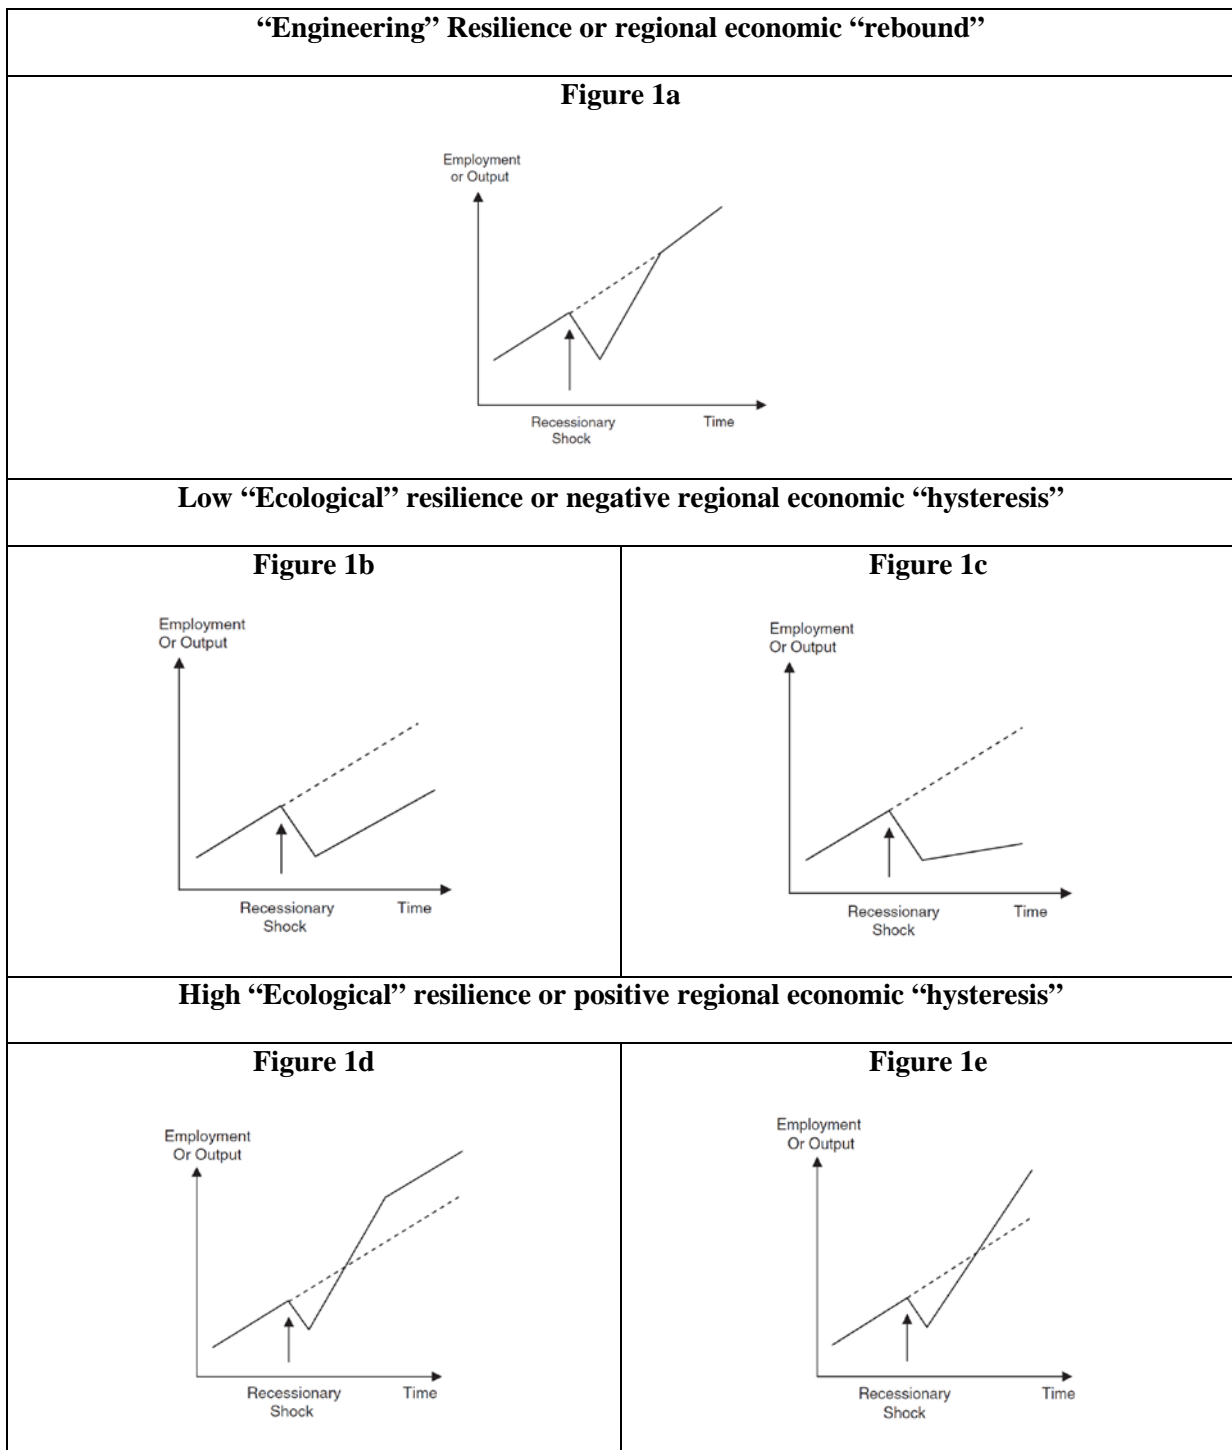 “Engineering” Resilience or regional economic “rebound”
Figure 1a
Employment
or Output
Recessionary
Shock
Time
Low “Ecological” resilience or negative regional economic “hysteresis”
Figure 1b
Employment
Or Output
Recessionary
Shock
Time
Figure 1c
Employment
Or Output
Recessionary
Shock
Time
High “Ecological” resilience or positive regional economic “hysteresis”
Figure 1d
Employment
Or Output
Recessionary
Shock
Time
Figure 1e
Employment
Or Output
Recessionary
Shock
Time